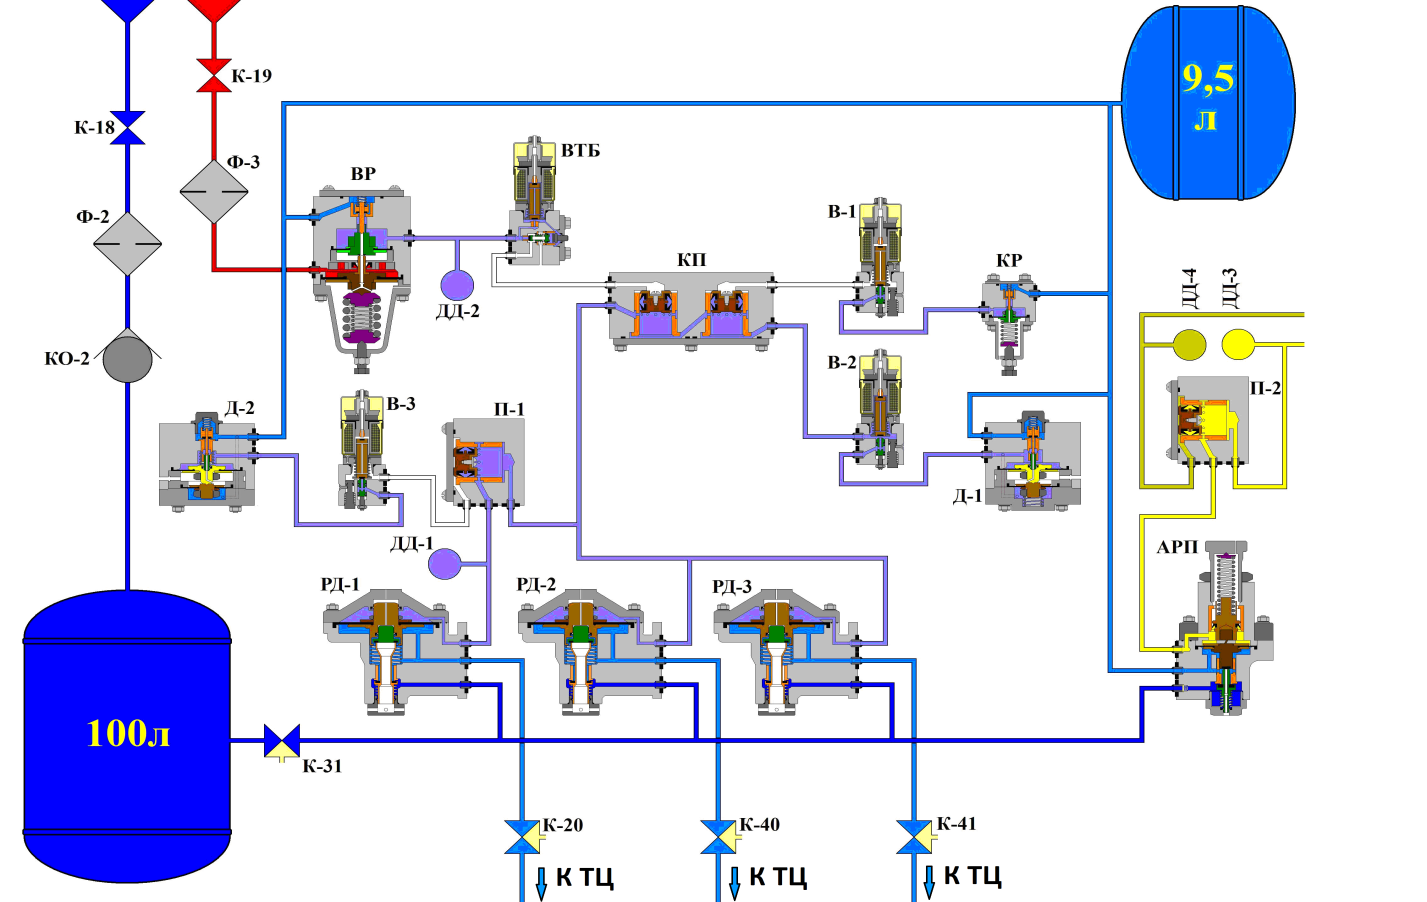 К-19
9,5
л
К-18
ВТБ
Ф-3
ВР
Ф-2
В-1
КП
КР
ДД-4
ДД-3
ДД-2
КО-2
В-2
П-2
Д-2
В-3
П-1
Д-1
ДД-1
АРП
РД-1
РД-2
РД-3
100л
К-31
К-20
К-40
К-41
К ТЦ
К ТЦ
К ТЦ